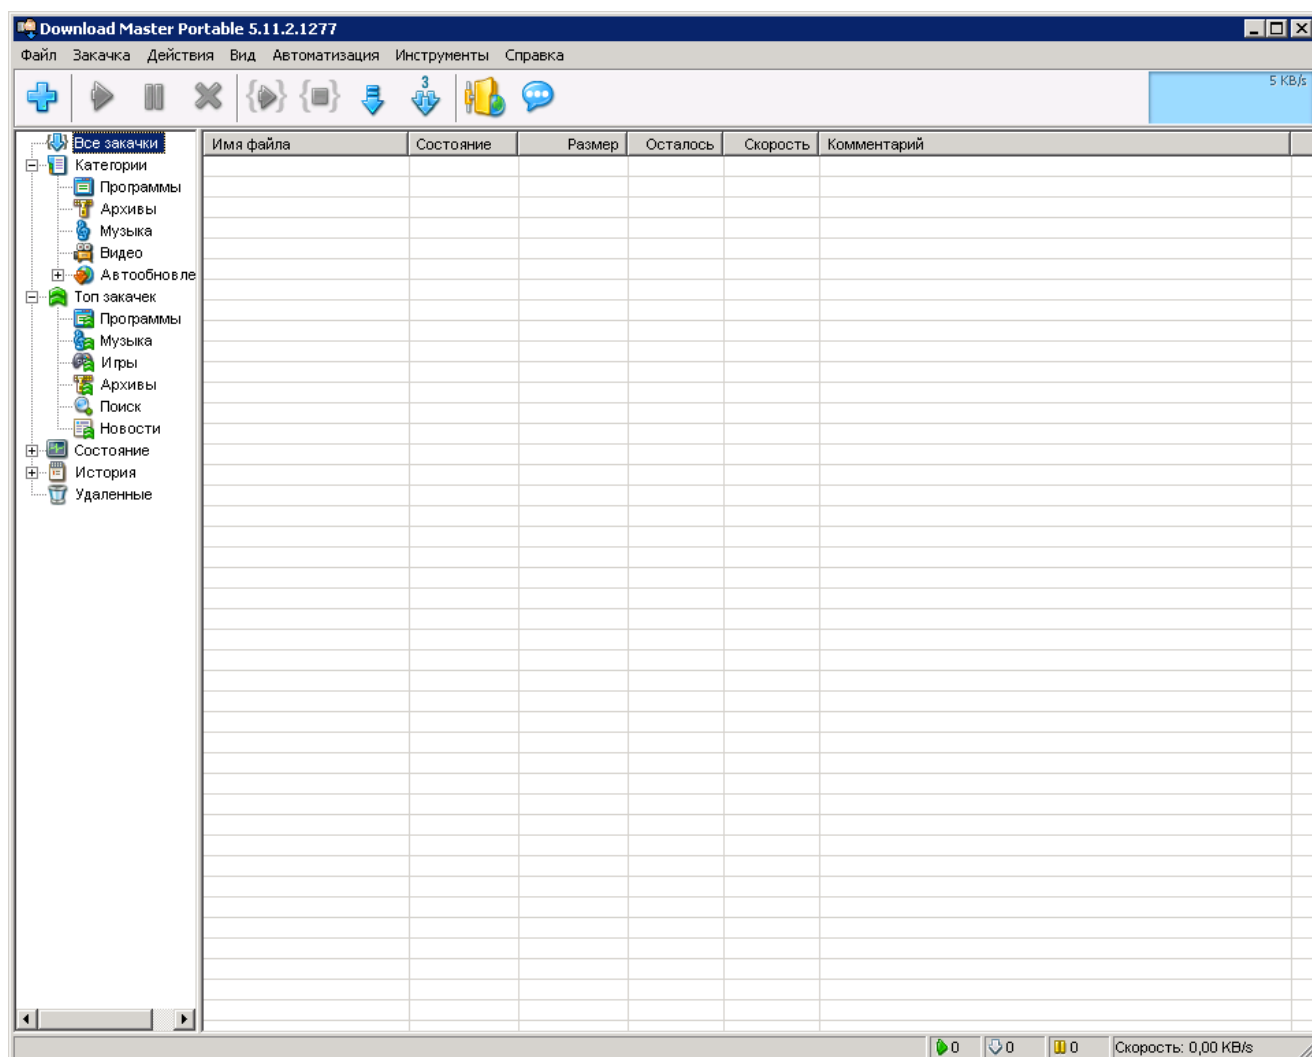 Download Master Portable 5.11.2.1277
Файл Закачка Действия Вид Автоматизация Инструменты Справка
3
5 KB/s
Все закачки
Категории
Программы
Архивы
Музыка
Видео
Автообновле
Топ закачек
Программы
Музыка
Игры
Архивы
Поиск
Новости
Состояние
История
Удаленные
Имя файла Состояние Размер Осталось Скорость Комментарий
0 0 0 Скорость: 0,00 KB/s